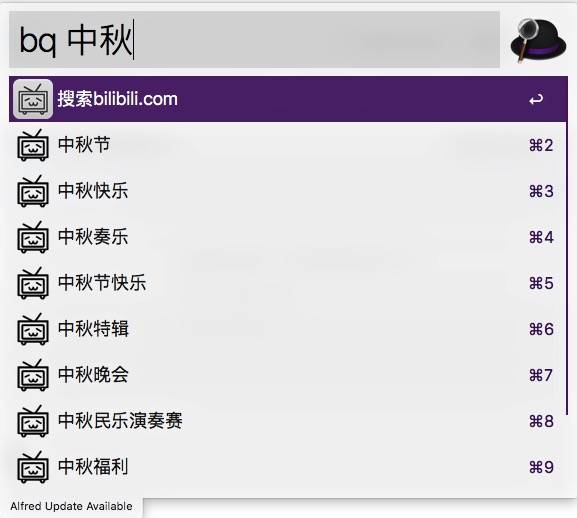 bq 中秋
搜索bilibili.com ↩
中秋节 ⌘2
中秋快乐 ⌘3
中秋奏乐 ⌘4
中秋节快乐 ⌘5
中秋特辑 ⌘6
中秋晚会 ⌘7
中秋民乐演奏赛 ⌘8
中秋福利 ⌘9
Alfred Update Available